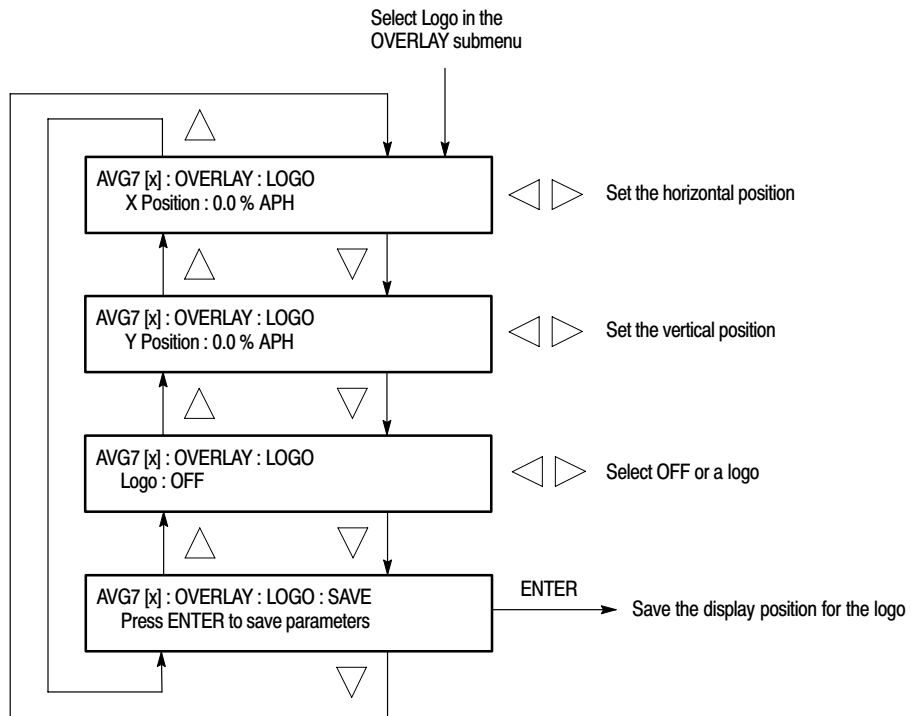 Select Logo in the
OVERLAY submenu
AVG7 [x] : OVERLAY : LOGO
X Position : 0.0 % APH
Set the horizontal position
AVG7 [x] : OVERLAY : LOGO
Y Position : 0.0 % APH
Set the vertical position
AVG7 [x] : OVERLAY : LOGO
Logo : OFF
Select OFF or a logo
AVG7 [x] : OVERLAY : LOGO : SAVE
Press ENTER to save parameters
ENTER
Save the display position for the logo